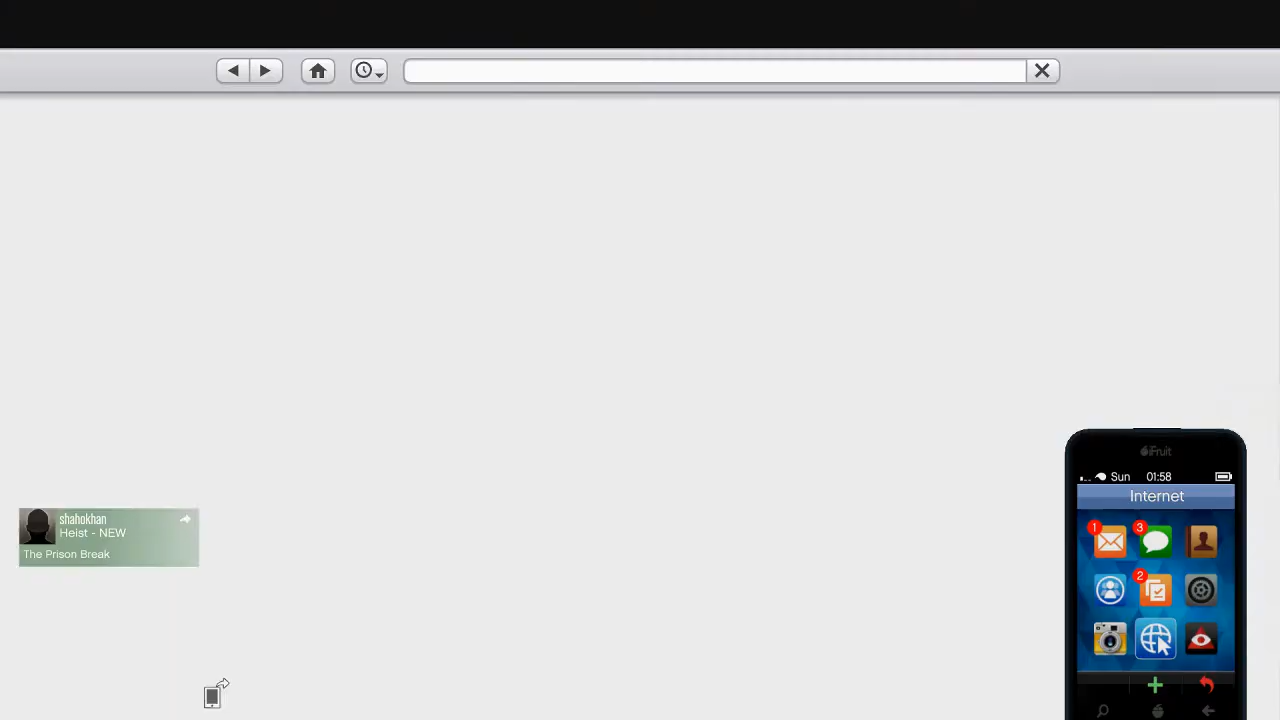 shahokhan
Heist - NEW
The Prison Break
iFruit
Sun 01:58
Internet
1
3
2